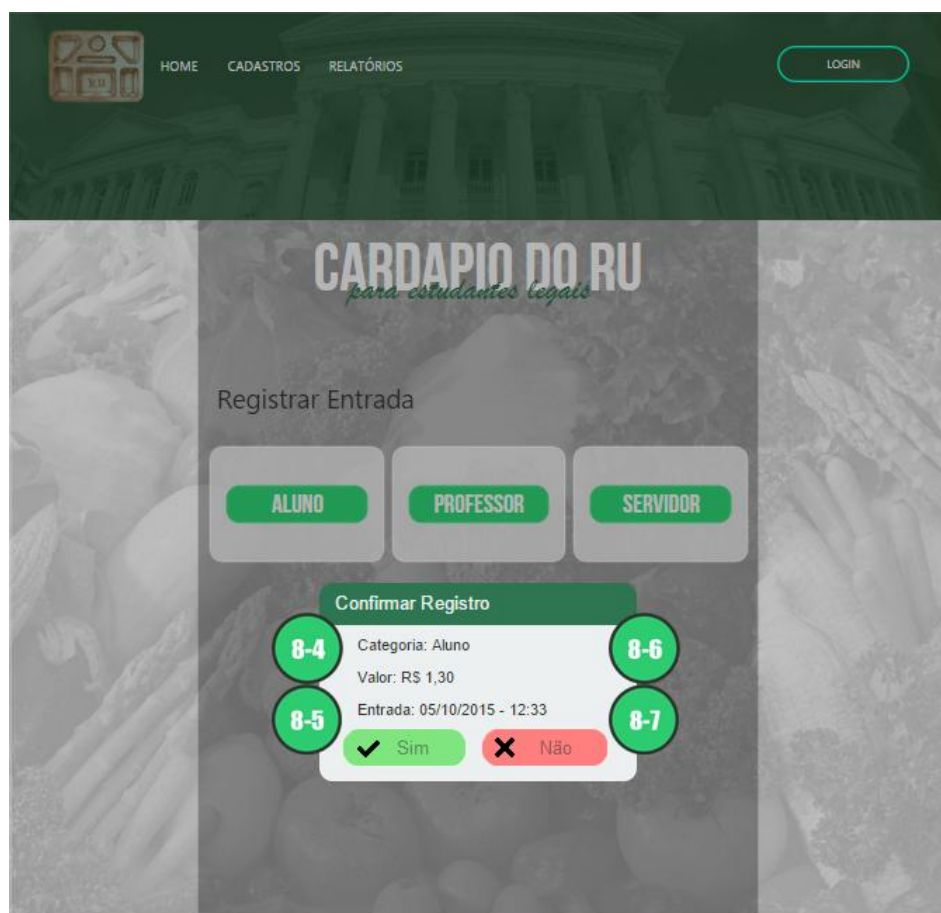 RU
HOME CADASTROS RELATÓRIOS LOGIN
CARDAPIO DO RU
para estudantes legais
Registrar Entrada
ALUNO PROFESSOR SERVIDOR
Confirmar Registro
8-4 Categoria: Aluno 8-6
Valor: R$ 1,30
8-5 Entrada: 05/10/2015 - 12:33 8-7
Sim Não